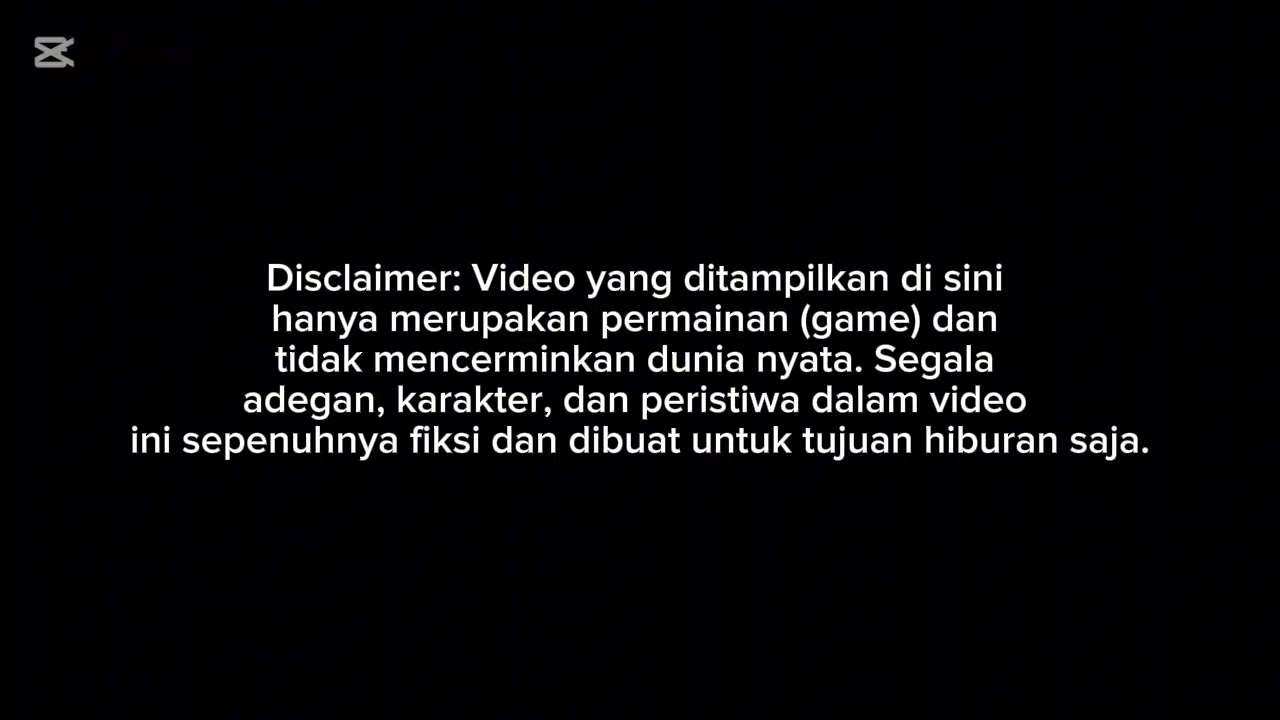 Disclaimer: Video yang ditampilkan di sini
hanya merupakan permainan (game) dan
tidak mencerminkan dunia nyata. Segala
adegan, karakter, dan peristiwa dalam video
ini sepenuhnya fiksi dan dibuat untuk tujuan hiburan saja.